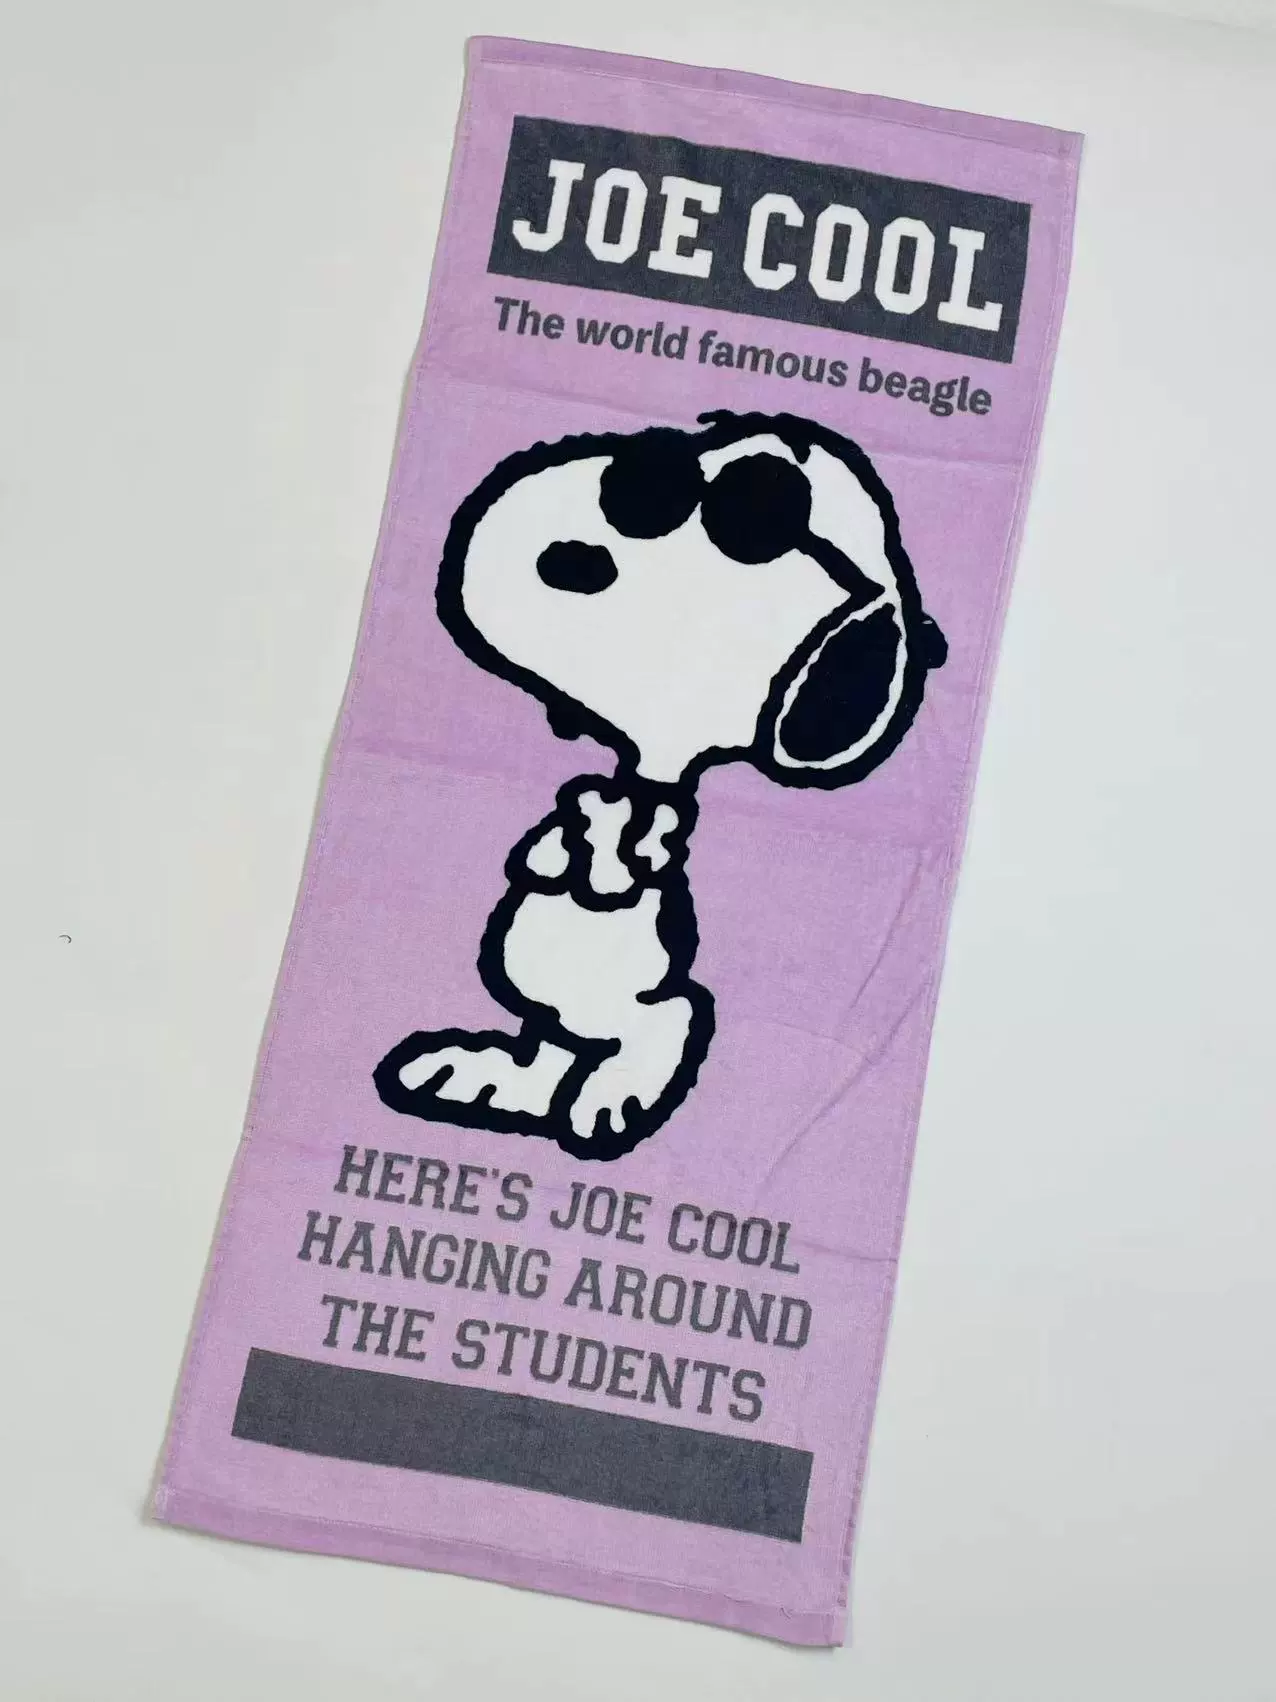 JOE COOL
The world famous beagle
HERE'S JOE COOL
HANGING AROUND
THE STUDENTS